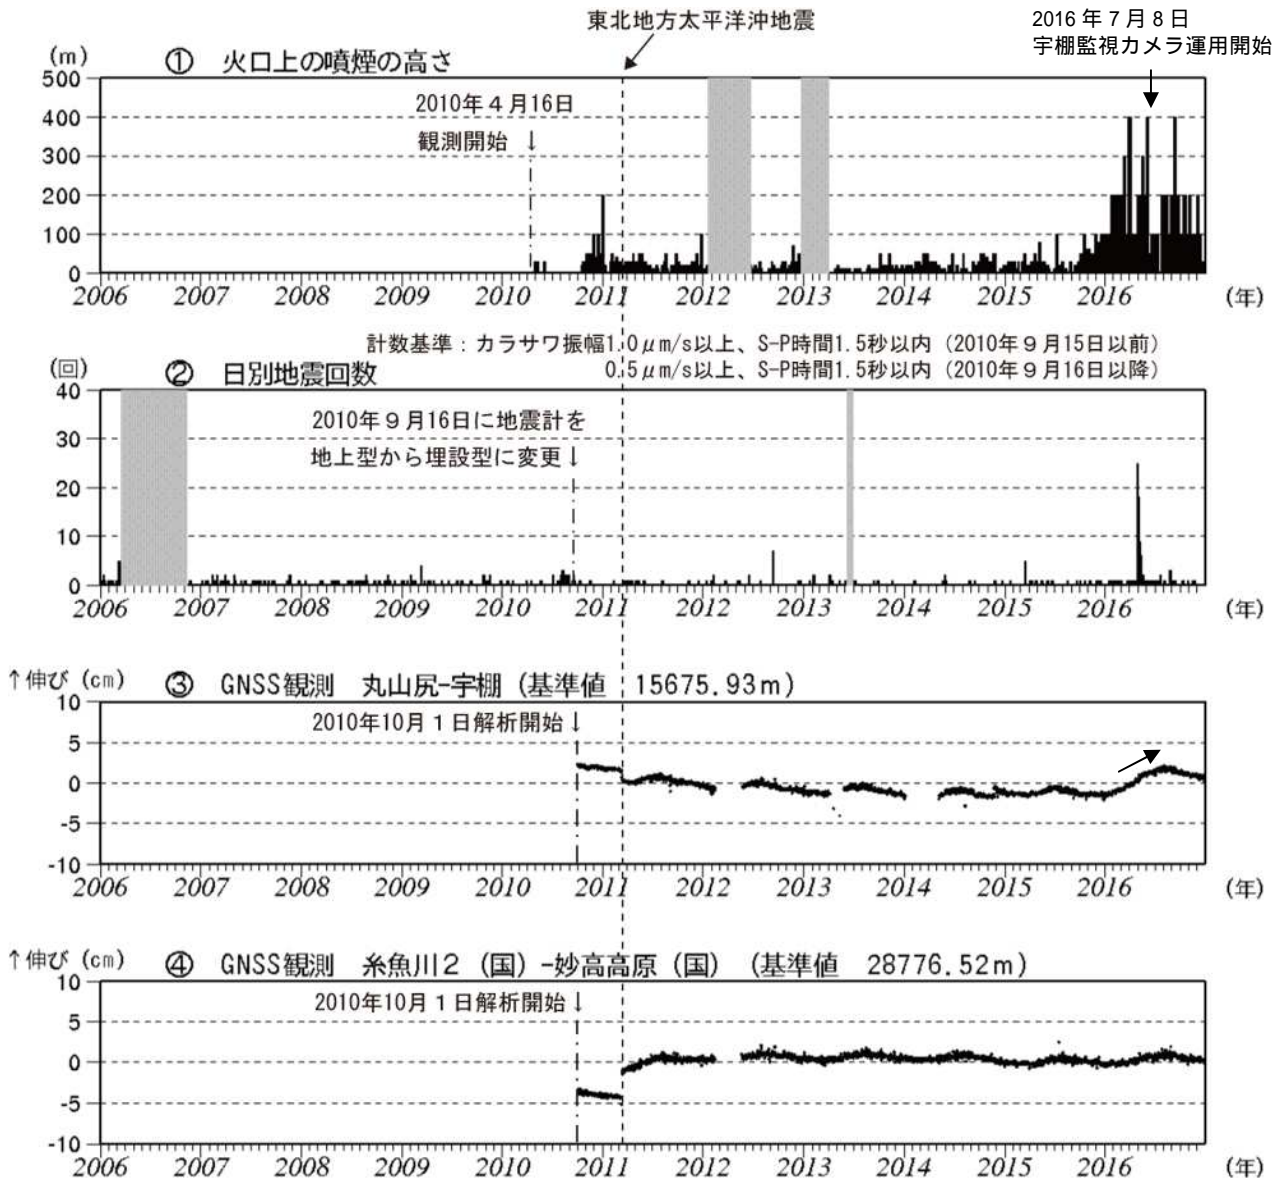 東北地方太平洋沖地震
2016 年 7 月 8 日
宇棚監視カメラ運用開始
(m) ① 火口上の噴煙の高さ
500
400
300
200
100
0
2010年4月16日
観測開始 ↓
2006 2007 2008 2009 2010 2011 2012 2013 2014 2015 2016 (年)
計数基準：カラサワ振幅1.0μm/s以上、S-P時間1.5秒以内（2010年9月15日以前）
0.5μm/s以上、S-P時間1.5秒以内（2010年9月16日以降）
(回) ② 日別地震回数
40
30
20
10
0
2010年9月16日に地震計を
地上型から埋設型に変更↓
2006 2007 2008 2009 2010 2011 2012 2013 2014 2015 2016 (年)
↑伸び (cm) ③ GNSS観測 丸山尻-宇棚（基準値 15675.93m）
10
5
0
-5
-10
2010年10月1日解析開始↓
2006 2007 2008 2009 2010 2011 2012 2013 2014 2015 2016 (年)
↑伸び (cm) ④ GNSS観測 糸魚川2（国）-妙高高原（国）（基準値 28776.52m）
10
5
0
-5
-10
2010年10月1日解析開始↓
2006 2007 2008 2009 2010 2011 2012 2013 2014 2015 2016 (年)